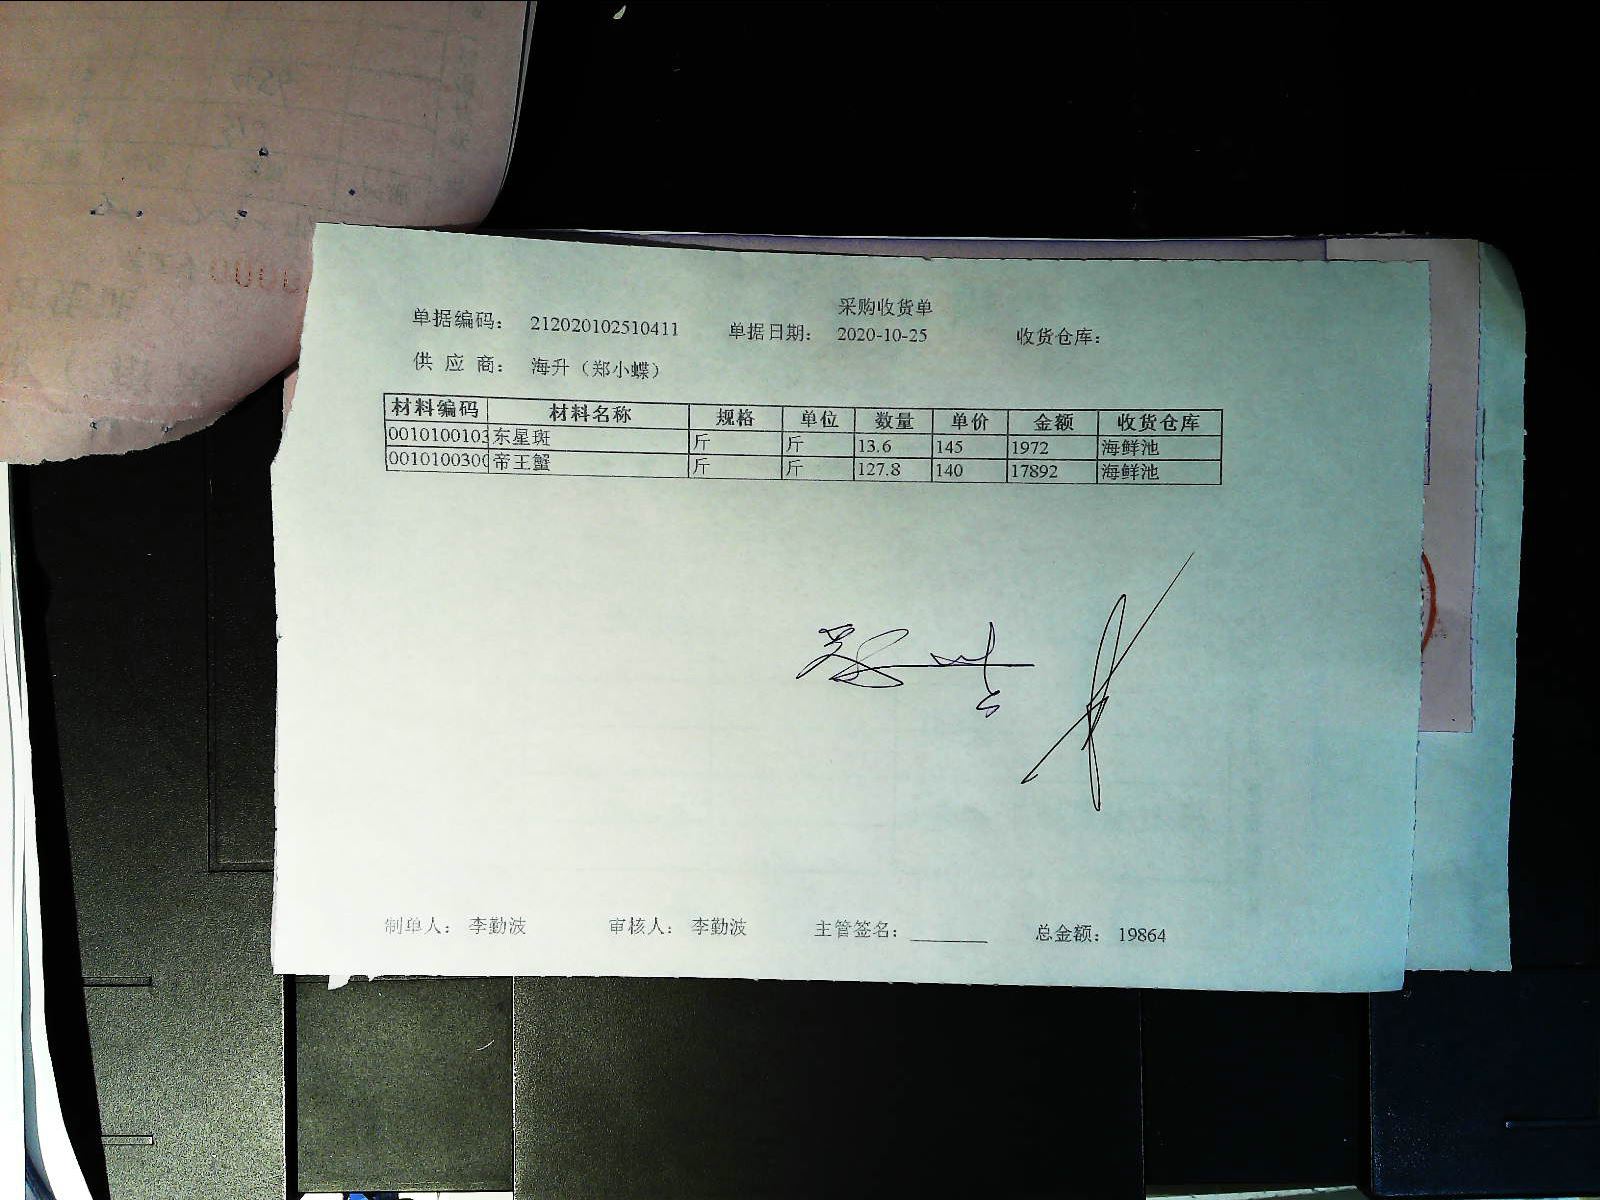 采购收货单
单据编码： 212020102510411 单据日期： 2020-10-25 收货仓库：
供 应 商： 海升（郑小蝶）
材料编码 材料名称 规格 单位 数量 单价 金额 收货仓库
0010100103 东星斑 斤 斤 13.6 145 1972 海鲜池
001010030 帝王蟹 斤 斤 127.8 140 17892 海鲜池
制单人： 李勤波 审核人： 李勤波 主管签名： 总金额： 19864